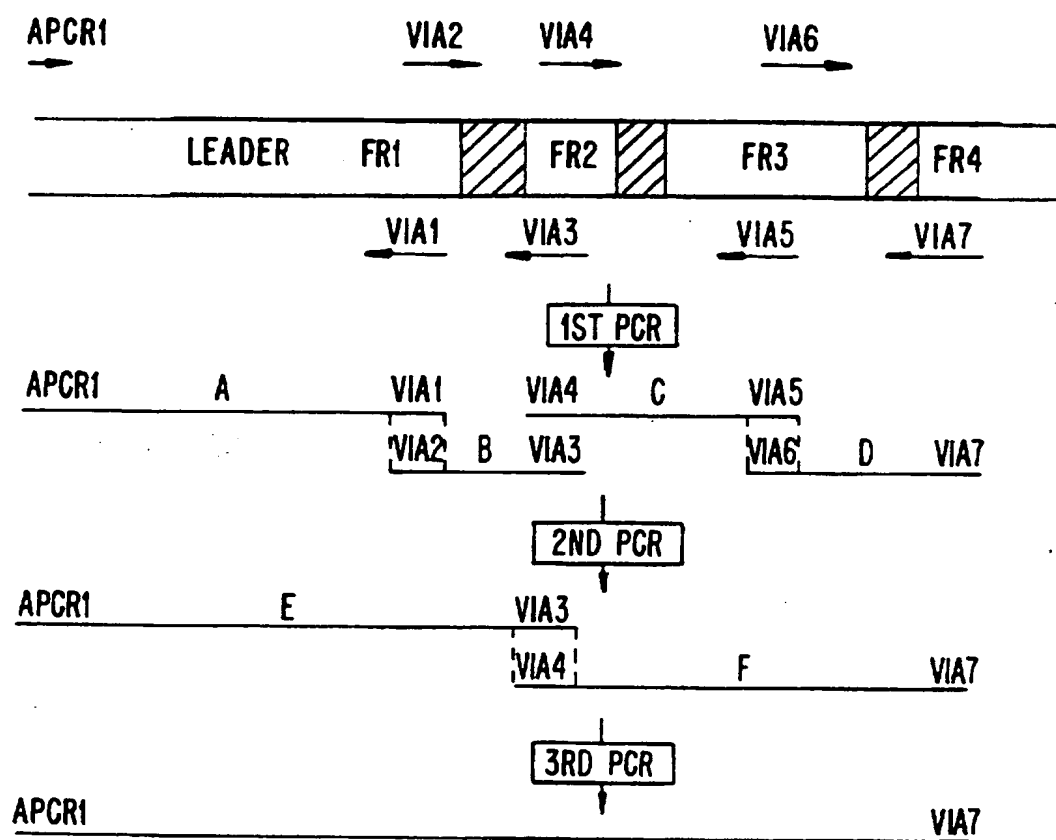 APCR1 VIA2 VIA4 VIA6
LEADER FR1 FR2 FR3 FR4
VIA1 VIA3 VIA5 VIA7
1ST PCR
APCR1 A VIA1 VIA4 C VIA5
VIA2 B VIA3 VIA6 D VIA7
2ND PCR
APCR1 E VIA3
VIA4 F VIA7
3RD PCR
APCR1 VIA7